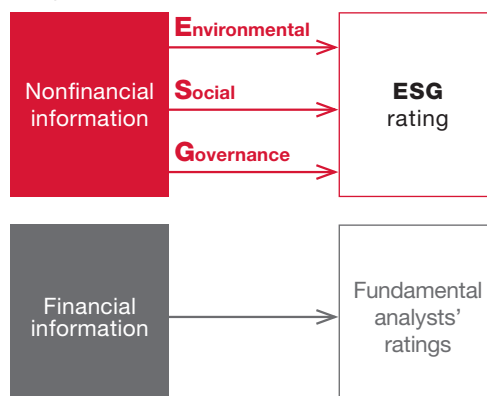 Environmental
Nonfinancial
information
Social
Governance
ESG
rating
Financial
information
Fundamental
analysts'
ratings